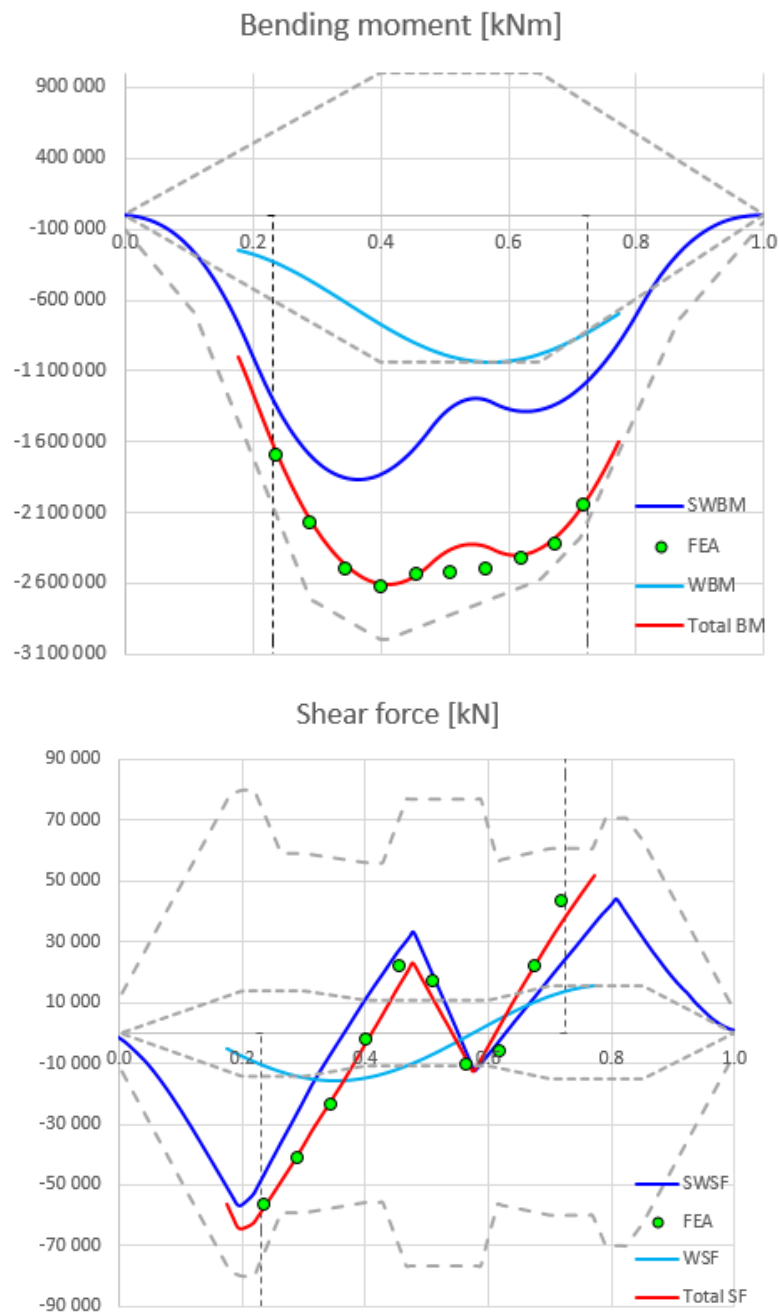 Bending moment [kNm]
900 000
400 000
-100 000
0.0 0.2 0.4 0.6 0.8 1.0
-600 000
-1 100 000
-1 600 000
-2 100 000
SWBM
FEA
-2 600 000
WBM
Total BM
-3 100 000
Shear force [kN]
90 000
70 000
50 000
30 000
10 000
-10 000
0.0 0.2 0.4 0.6 0.8 1.0
-30 000
-50 000
SWSF
FEA
-70 000
WSF
Total SF
-90 000